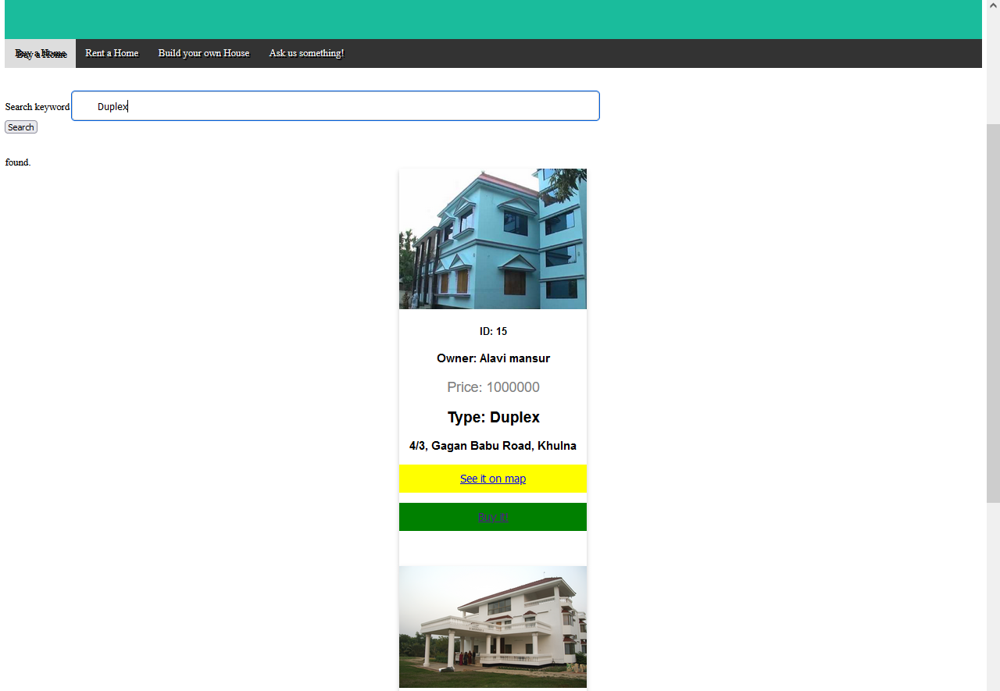 Buy a Home Rent a Home Build your own House Ask us something!
Search keyword Duplex
Search
found.
ID: 15
Owner: Alavi mansur
Price: 1000000
Type: Duplex
4/3, Gagan Babu Road, Khulna
See it on map
Buy it!